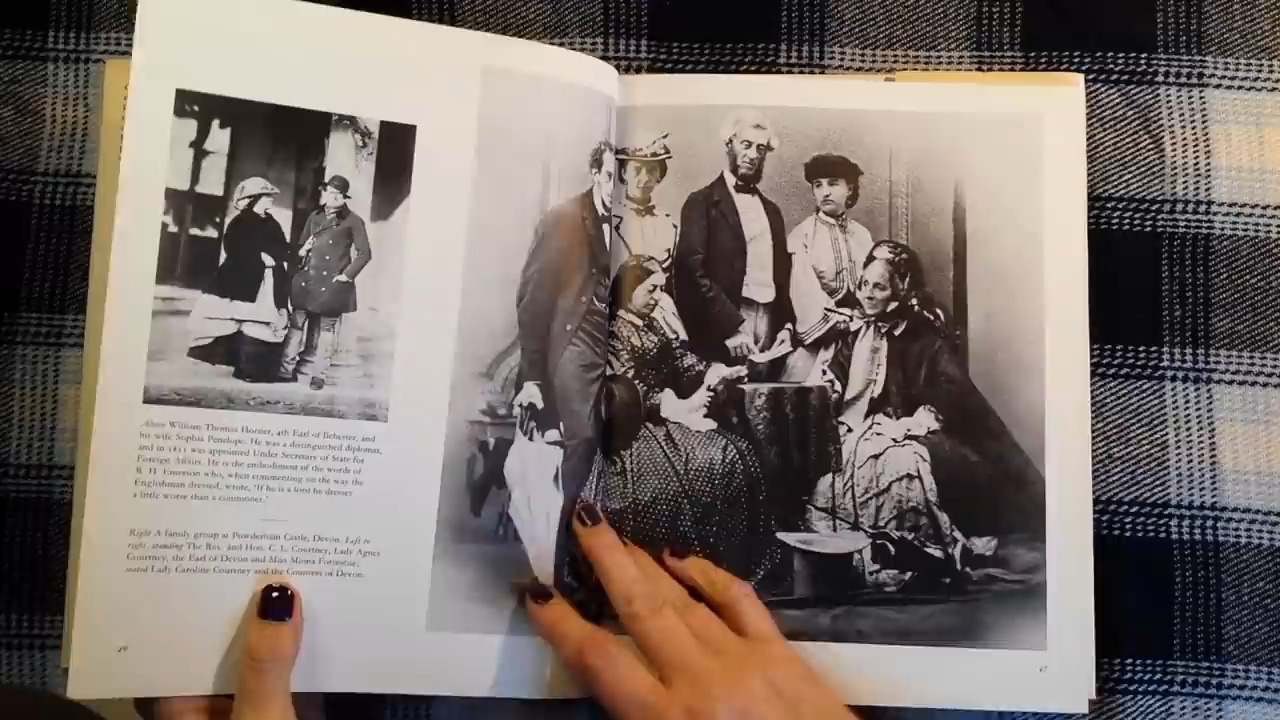 Above William Thomas Horner, 4th Earl of Ilchester, and
his wife Sophia Penelope. He was a distinguished diplomat,
and in 1835 was appointed Under Secretary of State for
Foreign Affairs. He is the embodiment of the words of
R. H. Emerson who, when commenting on the way the
Englishman dressed, wrote, 'If he is a lord he dresses
a little worse than a commoner.'
Right A family group at Powderham Castle, Devon. Left to
right, standing The Rev. and Hon. C. L. Courtney, Lady Agnes
Courtney, the Earl of Devon and Miss Minna Fortescue;
seated Lady Caroline Courtney and the Countess of Devon.
47